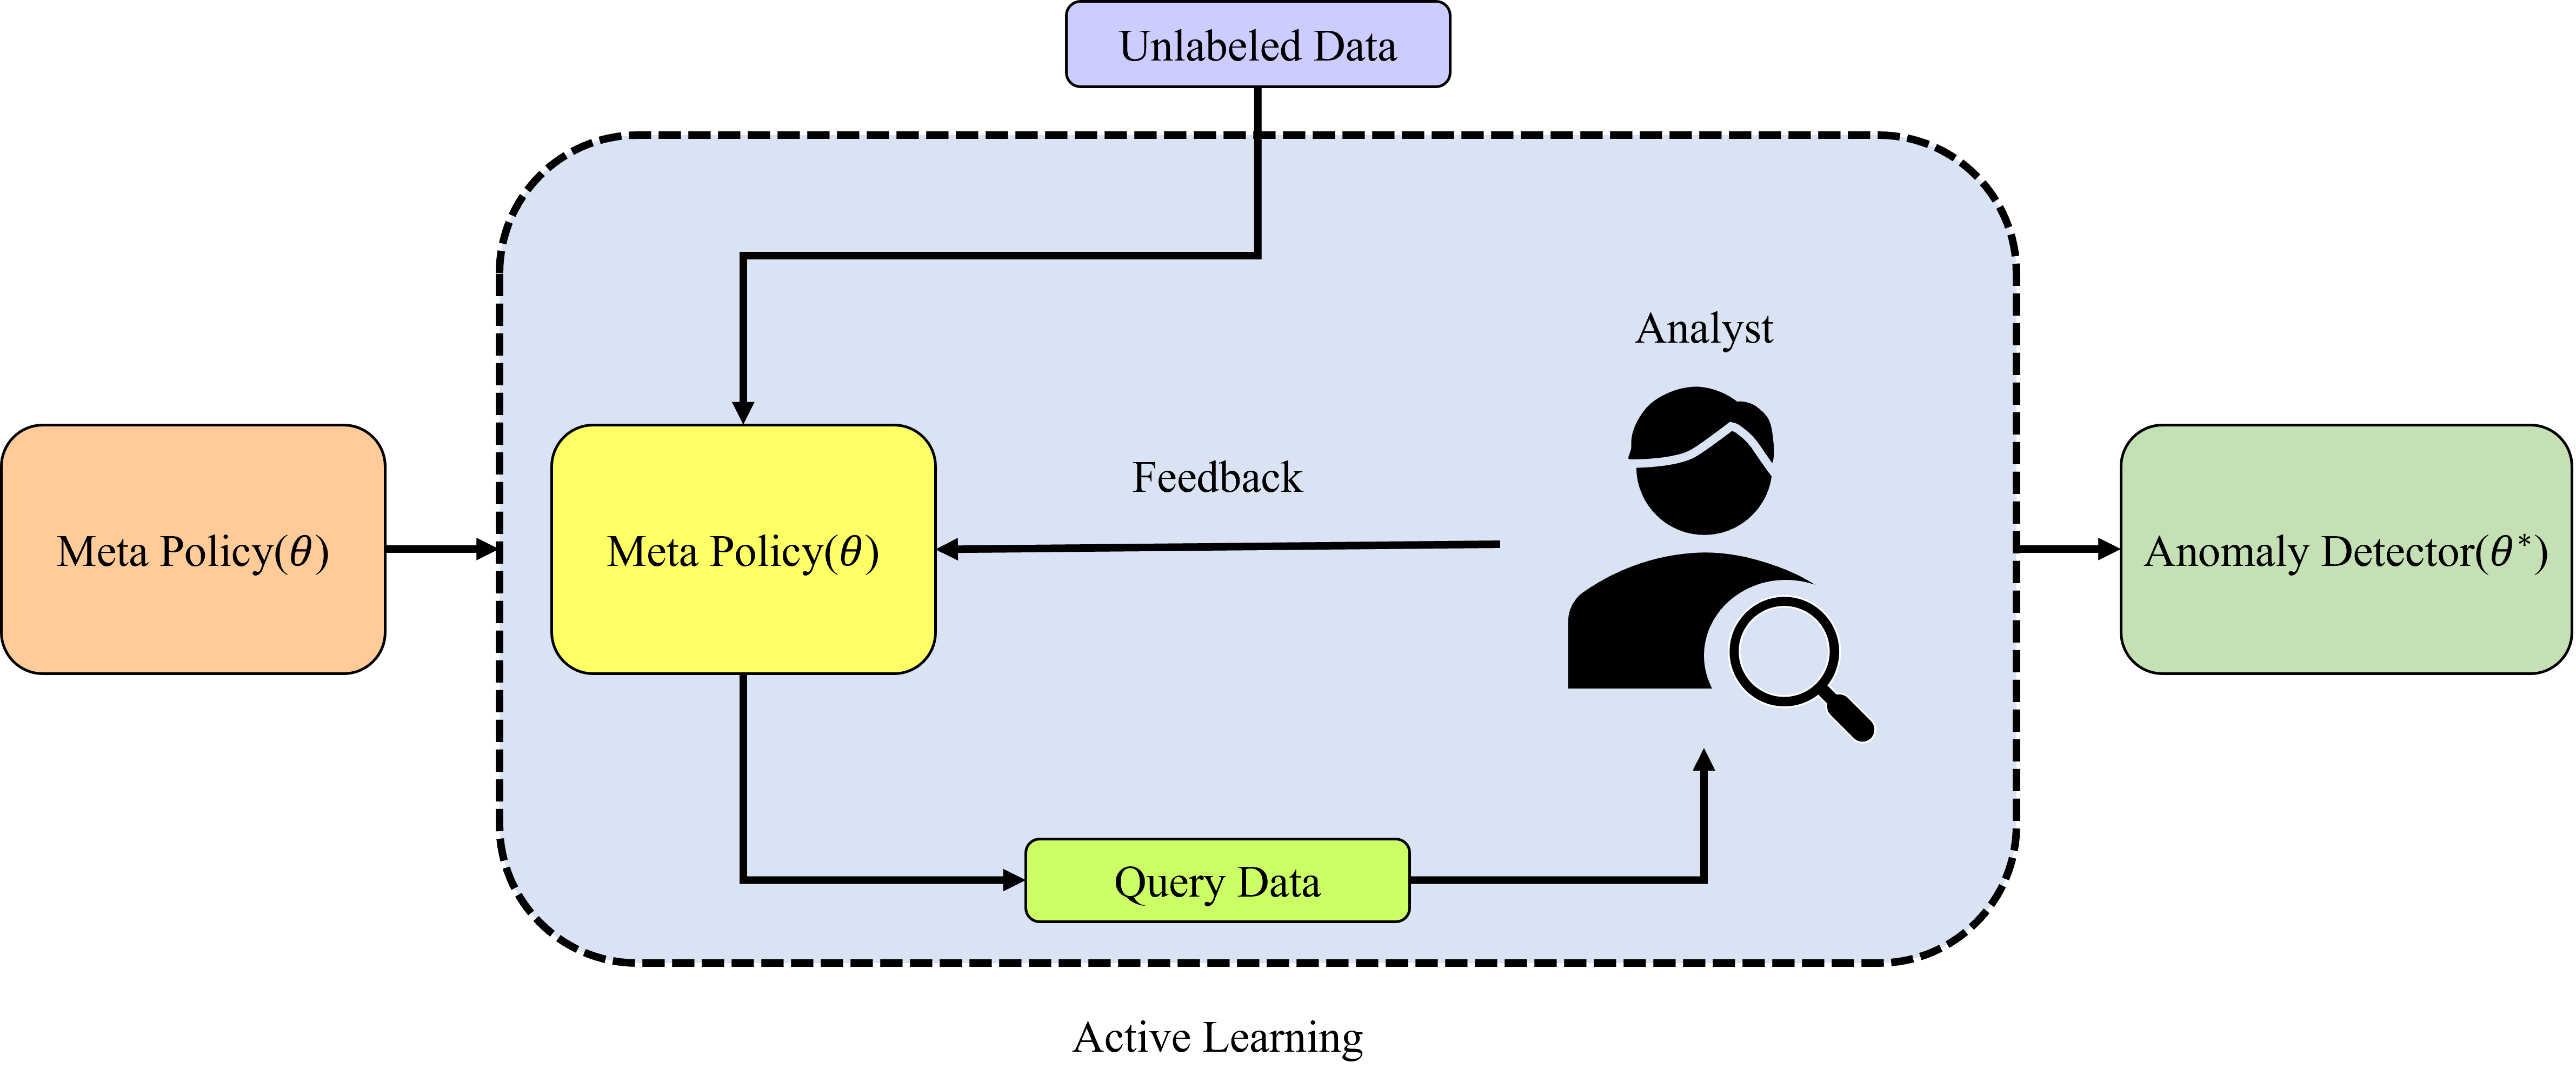 Unlabeled Data
Analyst
Feedback
Meta Policy(θ)
Meta Policy(θ)
Anomaly Detector(θ*)
Query Data
Active Learning